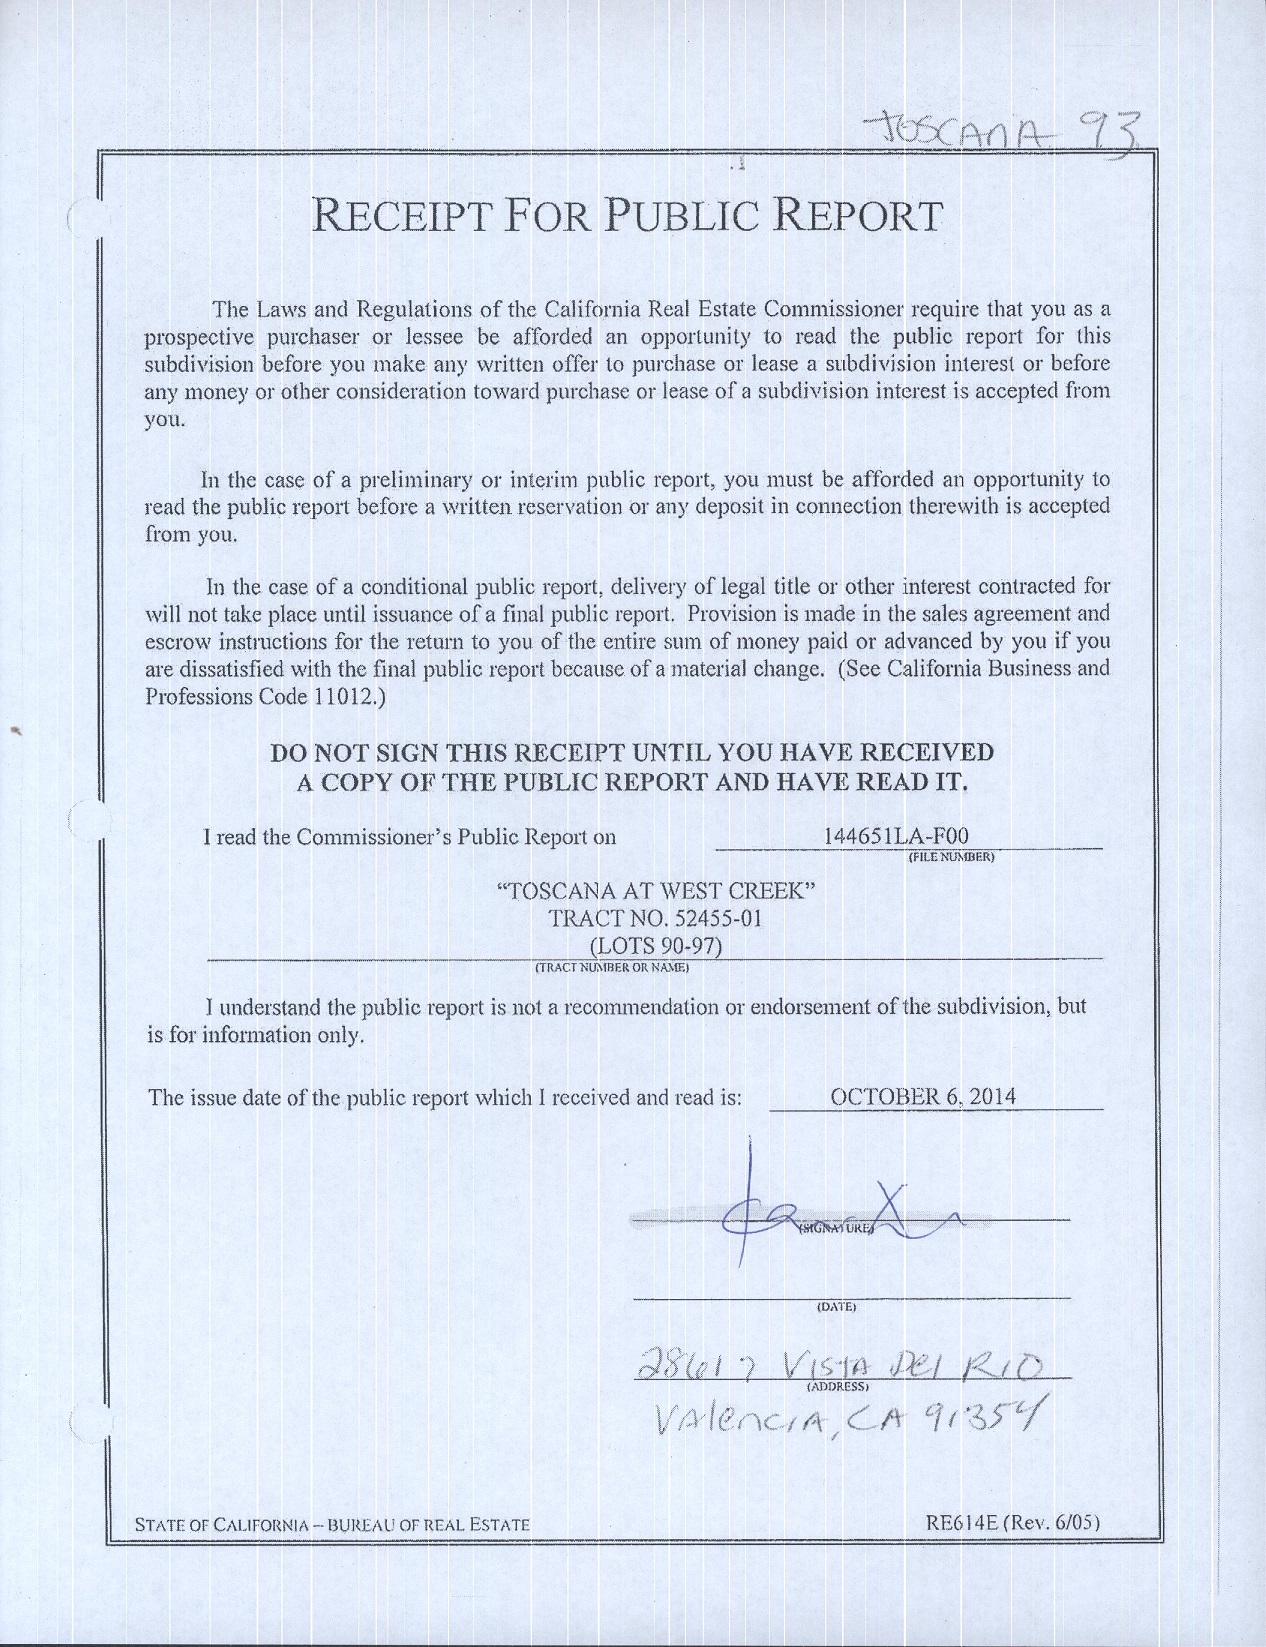 TOSCANA 93
RECEIPT FOR PUBLIC REPORT
The Laws and Regulations of the California Real Estate Commissioner require that you as a
prospective purchaser or lessee be afforded an opportunity to read the public report for this
subdivision before you make any written offer to purchase or lease a subdivision interest or before
any money or other consideration toward purchase or lease of a subdivision interest is accepted from
you.
In the case of a preliminary or interim public report, you must be afforded an opportunity to
read the public report before a written reservation or any deposit in connection therewith is accepted
from you.
In the case of a conditional public report, delivery of legal title or other interest contracted for
will not take place until issuance of a final public report. Provision is made in the sales agreement and
escrow instructions for the return to you of the entire sum of money paid or advanced by you if you
are dissatisfied with the final public report because of a material change. (See California Business and
Professions Code 11012.)
DO NOT SIGN THIS RECEIPT UNTIL YOU HAVE RECEIVED
A COPY OF THE PUBLIC REPORT AND HAVE READ IT.
I read the Commissioner's Public Report on 144651LA-F00
(FILE NUMBER)
“TOSCANA AT WEST CREEK”
TRACT NO. 52455-01
(LOTS 90-97)
(TRACT NUMBER OR NAME)
I understand the public report is not a recommendation or endorsement of the subdivision, but
is for information only.
The issue date of the public report which I received and read is: OCTOBER 6, 2014
(SIGNATURE)
(DATE)
28617 Vista Del Rio
(ADDRESS)
Valencia, CA 91354
STATE OF CALIFORNIA – BUREAU OF REAL ESTATE RE614E (Rev. 6/05)